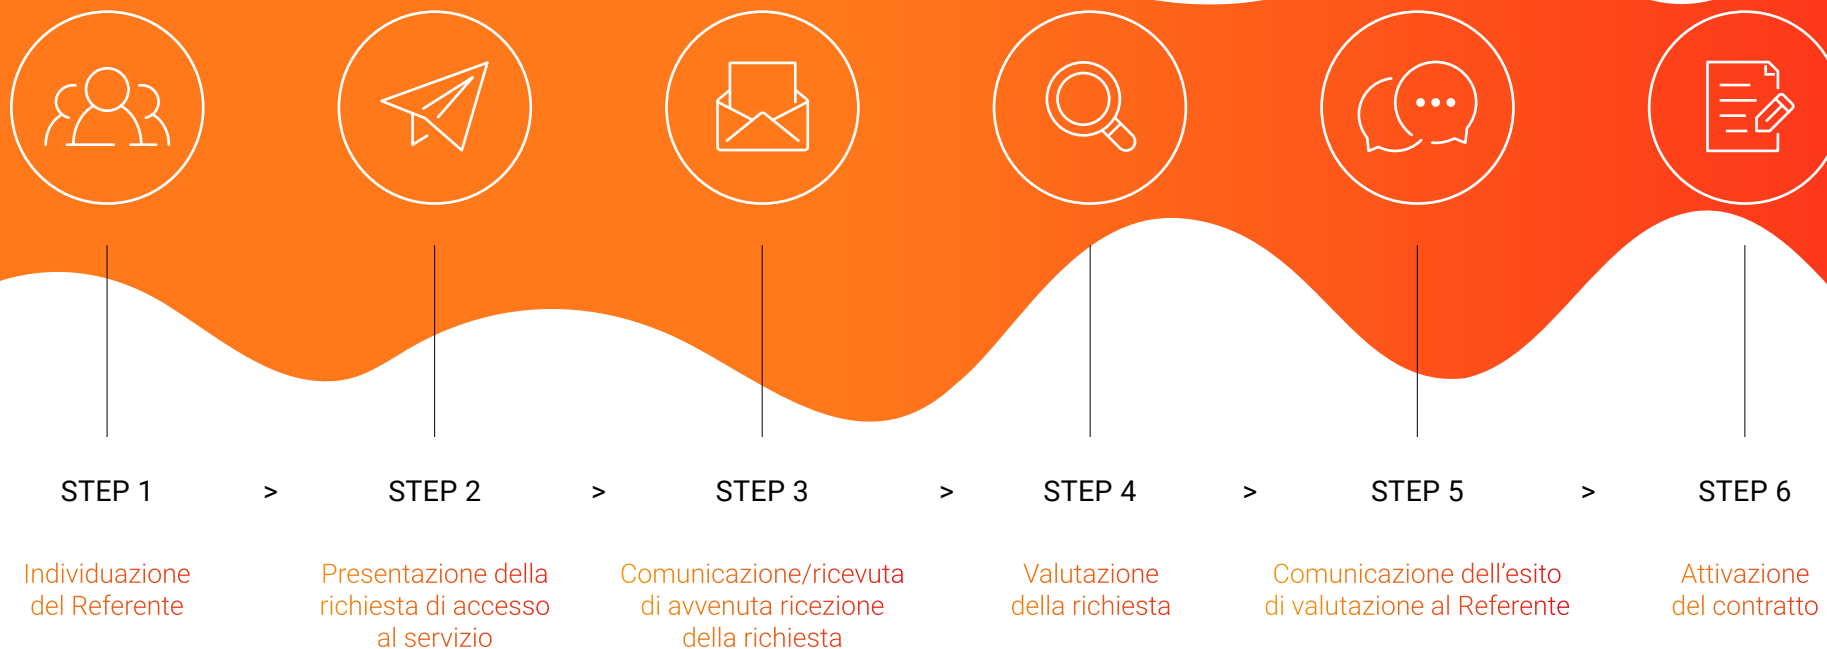 STEP 1 > STEP 2 > STEP 3 > STEP 4 > STEP 5 > STEP 6
Individuazione
del Referente
Presentazione della
richiesta di accesso
al servizio
Comunicazione/ricevuta
di avvenuta ricezione
della richiesta
Valutazione
della richiesta
Comunicazione dell'esito
di valutazione al Referente
Attivazione
del contratto